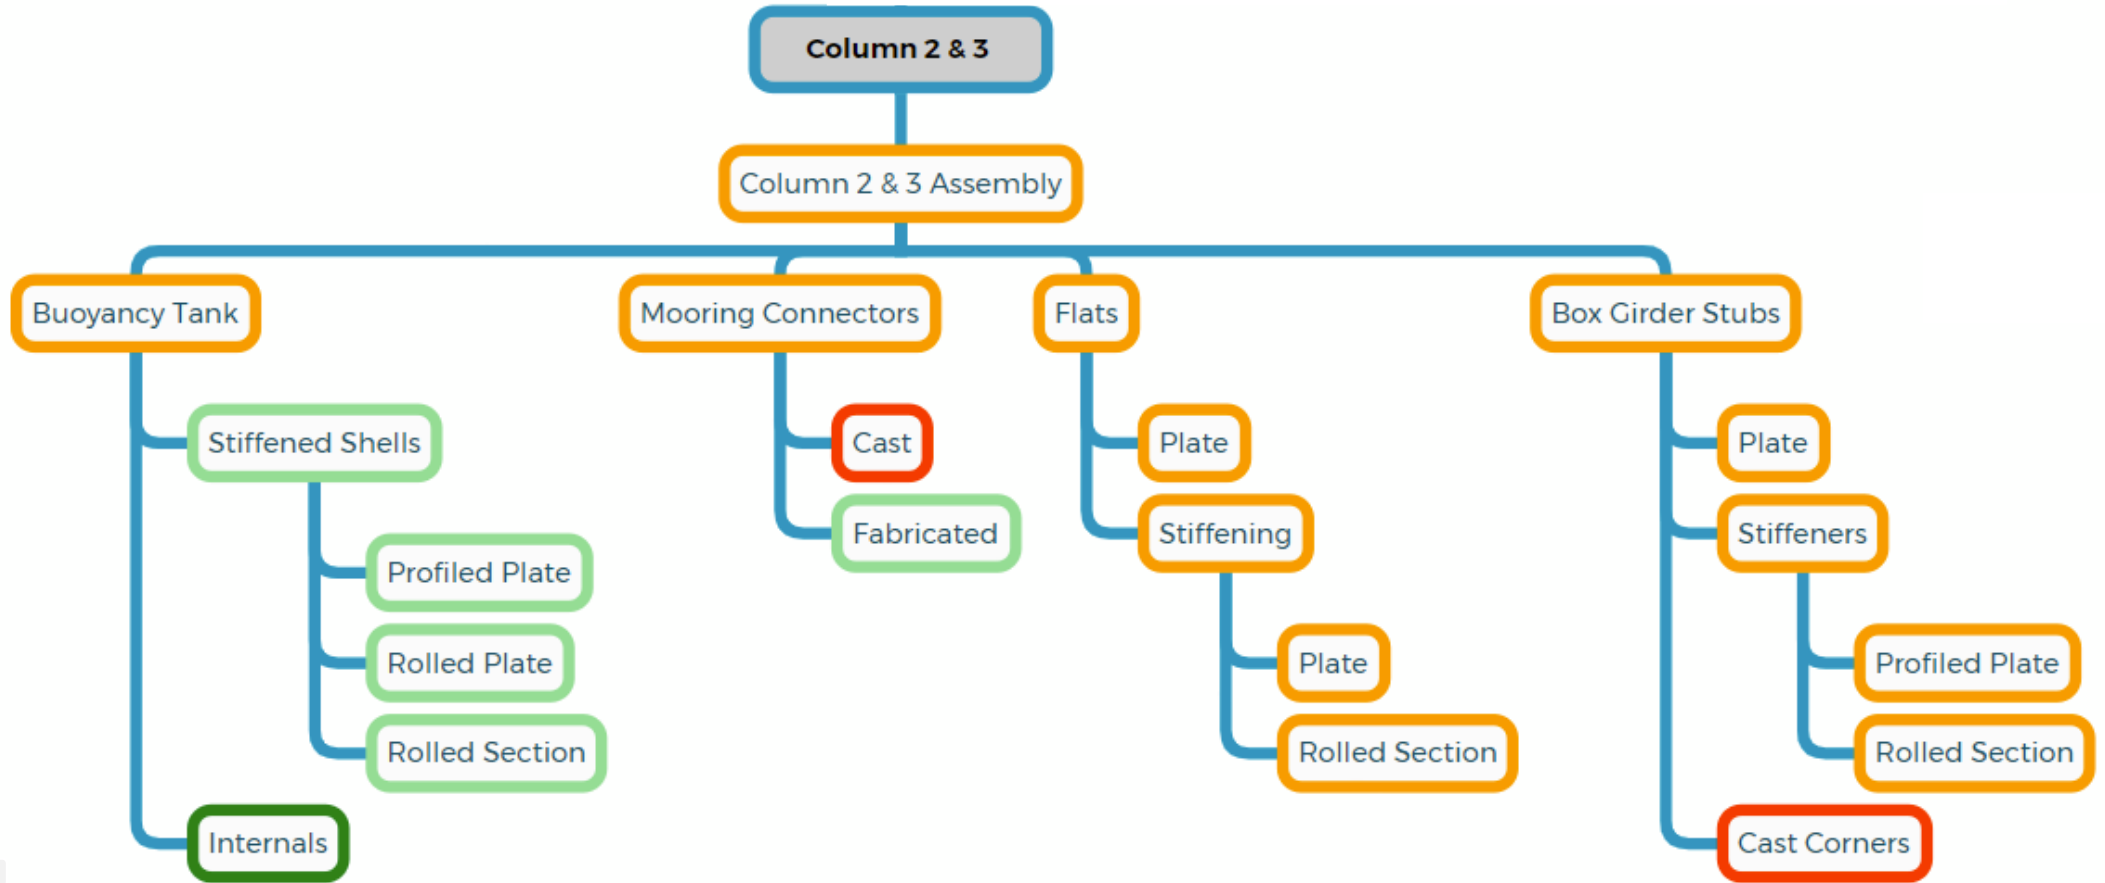 Column 2 & 3
Column 2 & 3 Assembly
Buoyancy Tank
Mooring Connectors
Flats
Box Girder Stubs
Stiffened Shells
Cast
Plate
Plate
Fabricated
Stiffening
Stiffeners
Profiled Plate
Rolled Plate
Plate
Profiled Plate
Rolled Section
Rolled Section
Rolled Section
Internals
Cast Corners